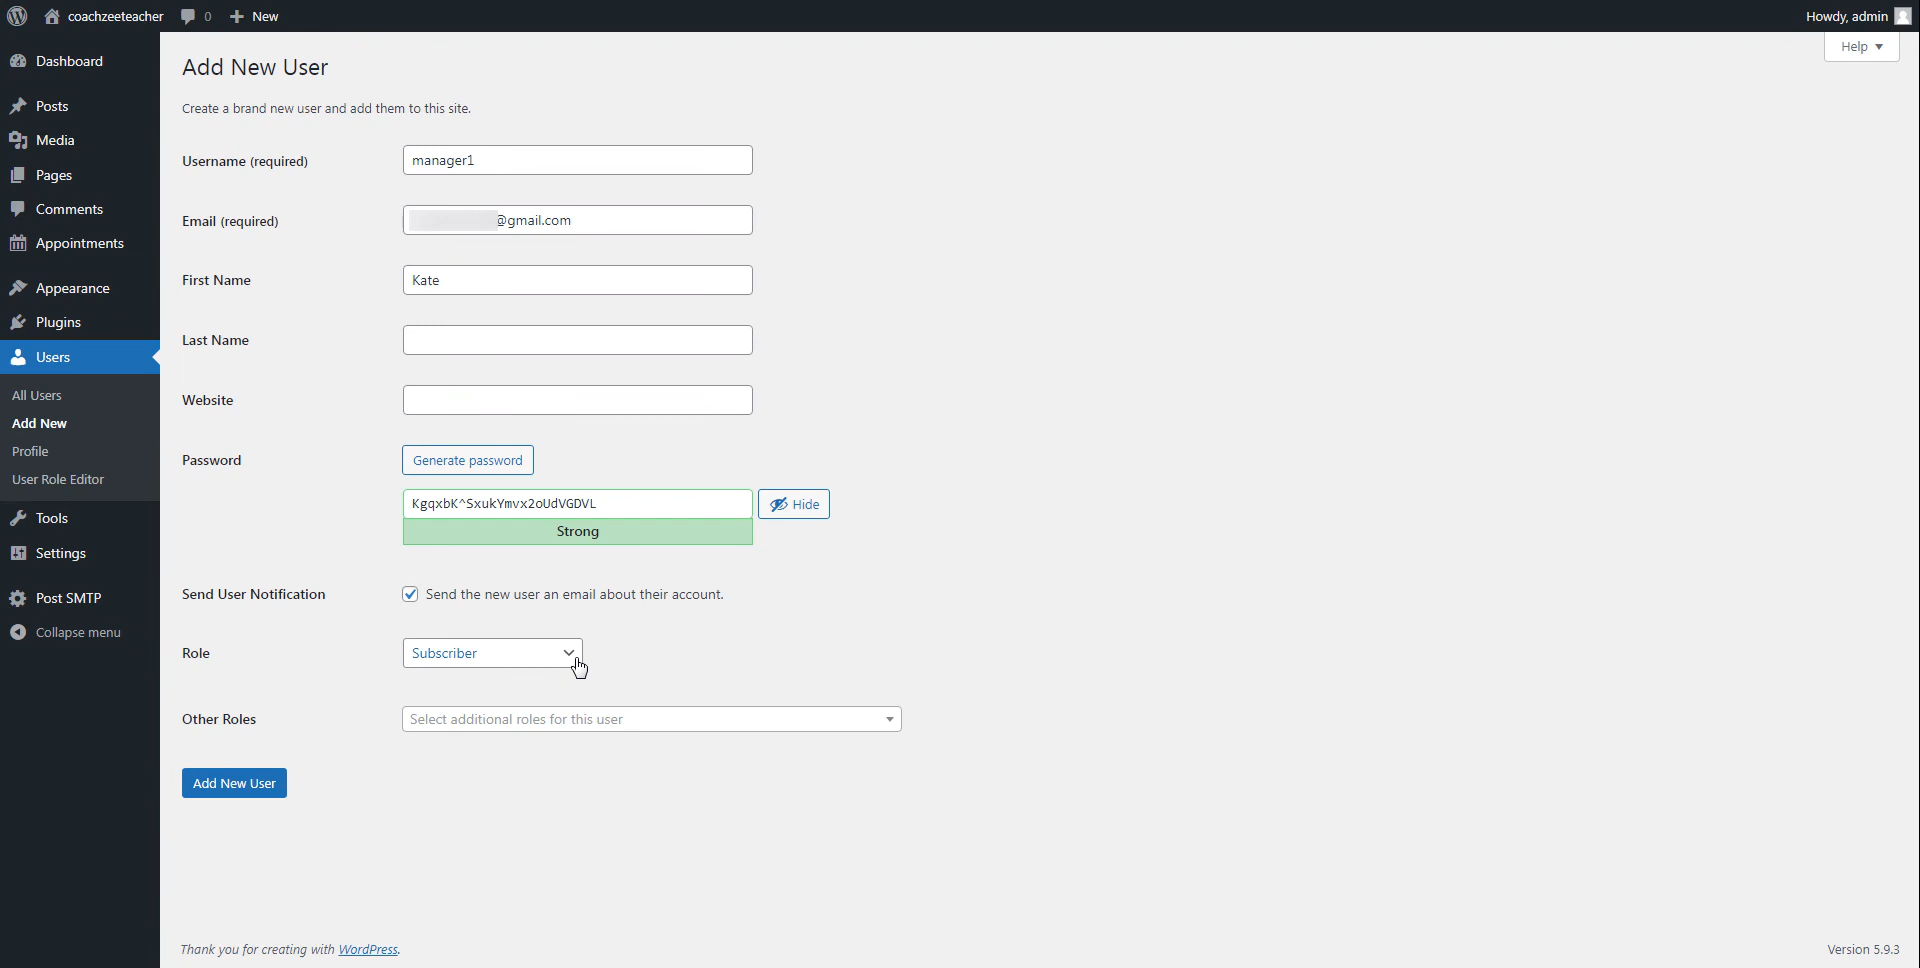 coachzeeteacher
0
New
Howdy, admin
Help
Dashboard
Posts
Media
Pages
Comments
Appointments
Appearance
Plugins
Users
All Users
Add New
Profile
User Role Editor
Tools
Settings
Post SMTP
Collapse menu
Add New User
Create a brand new user and add them to this site.
Username (required)
manager1
Email (required)
@gmail.com
First Name
Kate
Last Name
Website
Password
Generate password
KgqxbK^SxukYmvx2oUdVGDVL
Hide
Strong
Send User Notification
Send the new user an email about their account.
Role
Subscriber
Other Roles
Select additional roles for this user
Add New User
Thank you for creating with WordPress.
Version 5.9.3